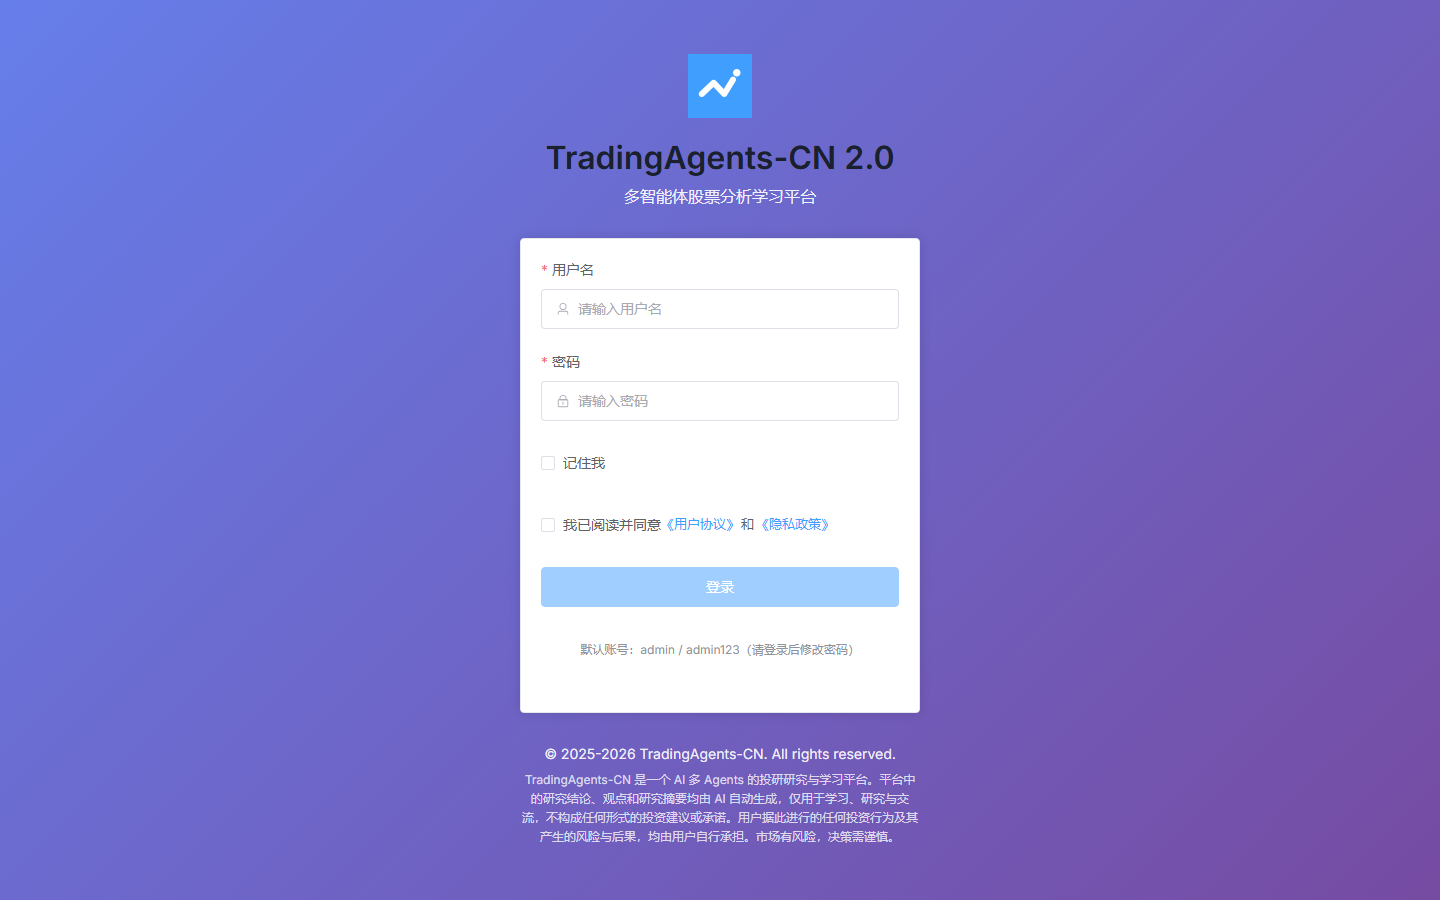 TradingAgents-CN 2.0
多智能体股票分析学习平台
* 用户名
请输入用户名
* 密码
请输入密码
记住我
我已阅读并同意《用户协议》和《隐私政策》
登录
默认账号：admin / admin123（请登录后修改密码）
© 2025-2026 TradingAgents-CN. All rights reserved.
TradingAgents-CN 是一个 AI 多 Agents 的投研研究与学习平台。平台中
的研究结论、观点和研究摘要均由 AI 自动生成，仅用于学习、研究与交
流，不构成任何形式的投资建议或承诺。用户据此进行的任何投资行为及其
产生的风险与后果，均由用户自行承担。市场有风险，决策需谨慎。